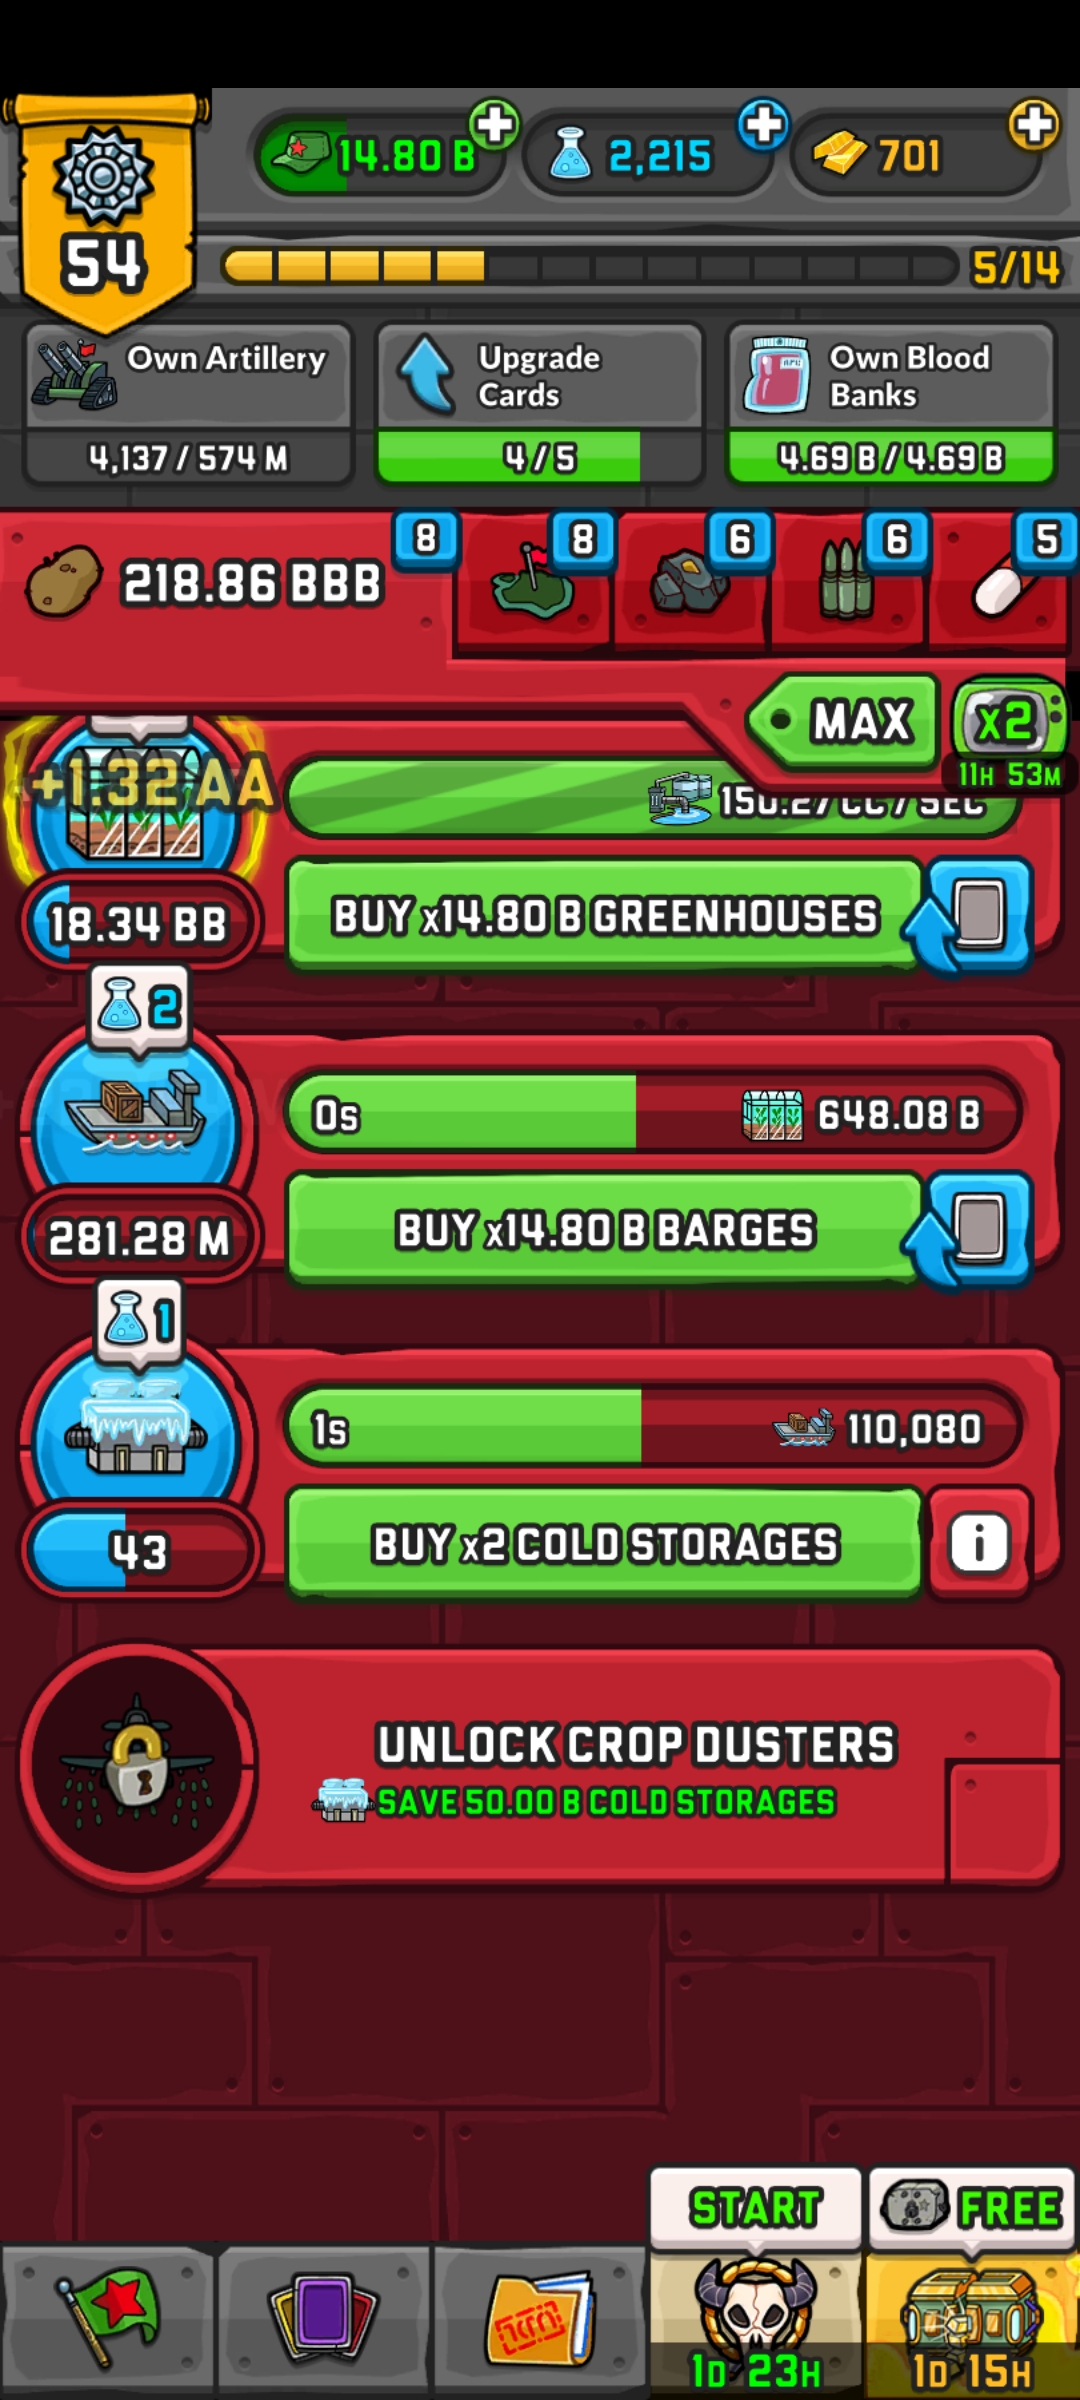 14.80 B
2,215
701
54
5/14
Own Artillery
4,137 / 574 M
Upgrade
Cards
4 / 5
Own Blood
Banks
4.69 B / 4.69 B
218.86 BBB
8
8
6
6
5
MAX
x2
11H 53M
+1.32 AA
150.27 CC / SEC
18.34 BB
BUY x14.80 B GREENHOUSES
2
0s
648.08 B
281.28 M
BUY x14.80 B BARGES
1
1s
110,080
43
BUY x2 COLD STORAGES
i
UNLOCK CROP DUSTERS
SAVE 50.00 B COLD STORAGES
START
FREE
1D 23H
1D 15H